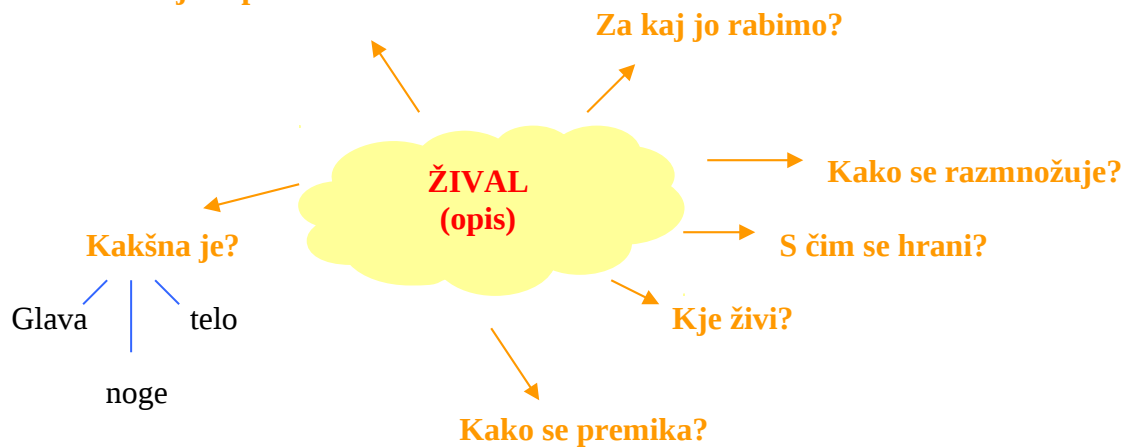 Za kaj jo rabimo?
ŽIVAL
(opis)
Kako se razmnožuje?
Kakšna je?
S čim se hrani?
Glava
telo
Kje živi?
noge
Kako se premika?